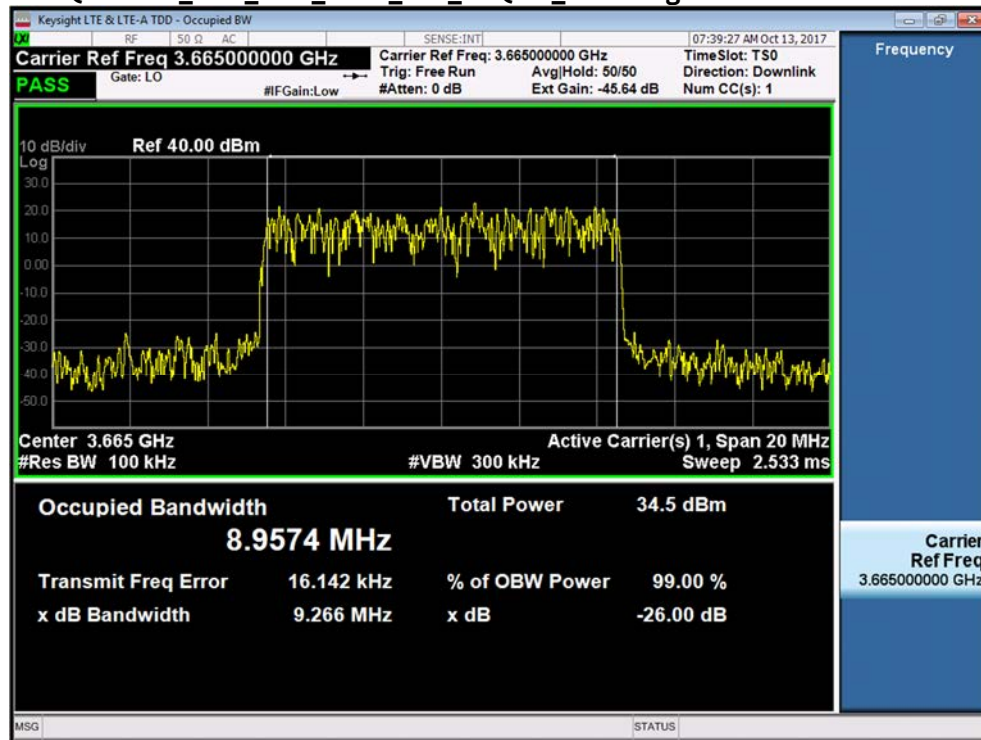 Keysight LTE & LTE-A TDD - Occupied BW
RF 50 Ω AC SENSE:INT 07:39:27 AM Oct 13, 2017
Carrier Ref Freq 3.665000000 GHz Carrier Ref Freq: 3.665000000 GHz TimeSlot: TS0
Gate: LO Trig: Free Run Avg|Hold: 50/50 Direction: Downlink
PASS #IFGain:Low #Atten: 0 dB Ext Gain: -45.64 dB Num CC(s): 1
Frequency
10 dB/div Ref 40.00 dBm
Log
30.0
20.0
10.0
0.00
-10.0
-20.0
-30.0
-40.0
-50.0
Center 3.665 GHz Active Carrier(s) 1, Span 20 MHz
#Res BW 100 kHz #VBW 300 kHz Sweep 2.533 ms
Occupied Bandwidth Total Power 34.5 dBm
8.9574 MHz
Transmit Freq Error 16.142 kHz % of OBW Power 99.00 %
x dB Bandwidth 9.266 MHz x dB -26.00 dB
Carrier
Ref Freq
3.665000000 GHz
MSG STATUS